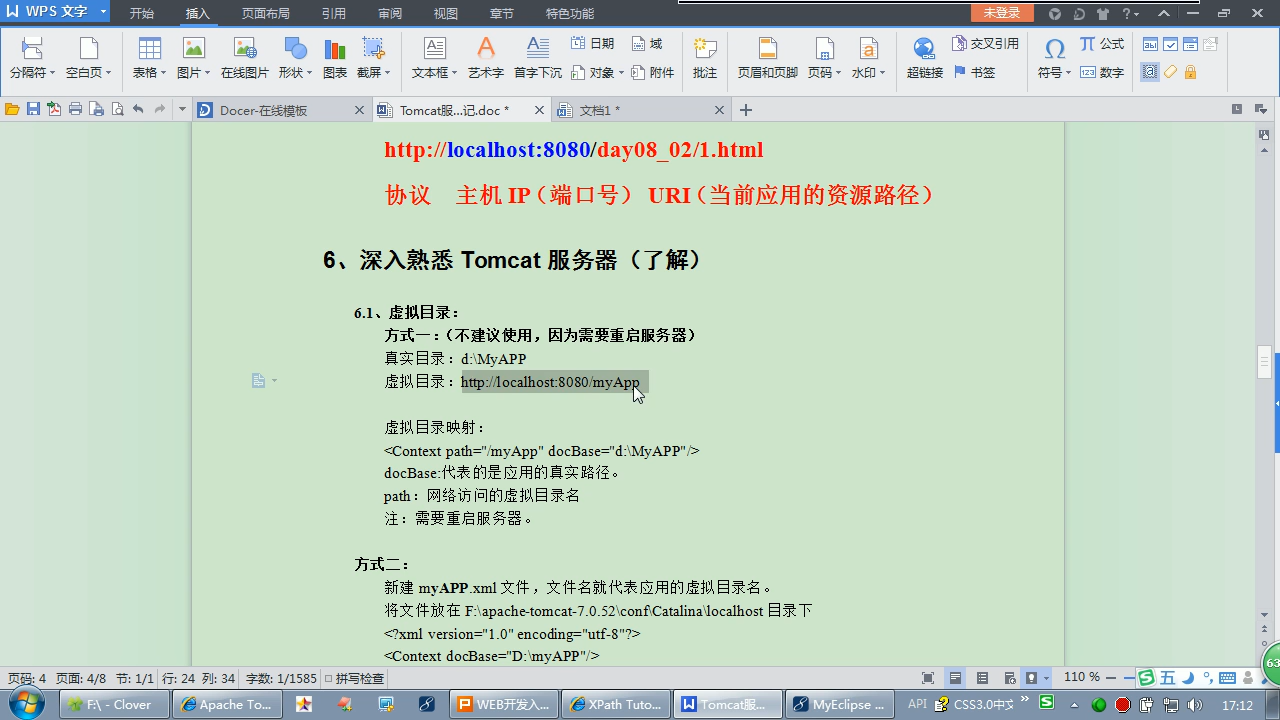 WPS 文字
开始 插入 页面布局 引用 审阅 视图 章节 特色功能
未登录
分隔符 空白页 表格 图片 在线图片 形状 图表 截屏 文本框 艺术字 首字下沉 日期 域 对象 附件 批注 页眉和页脚 页码 水印 超链接 交叉引用 书签 符号 公式 数字
Docer-在线模板 Tomcat服...记.doc * 文档1 *
http://localhost:8080/day08_02/1.html
协议 主机 IP（端口号） URI（当前应用的资源路径）
6、深入熟悉 Tomcat 服务器（了解）
6.1、虚拟目录：
方式一：（不建议使用，因为需要重启服务器）
真实目录：d:\MyAPP
虚拟目录：http://localhost:8080/myApp
虚拟目录映射：
<Context path="/myApp" docBase="d:\MyAPP"/>
docBase:代表的是应用的真实路径。
path：网络访问的虚拟目录名
注：需要重启服务器。
方式二：
新建 myAPP.xml 文件，文件名就代表应用的虚拟目录名。
将文件放在 F:\apache-tomcat-7.0.52\conf\Catalina\localhost 目录下
<?xml version="1.0" encoding="utf-8"?>
<Context docBase="D:\myAPP"/>
页码: 4 页面: 4/8 节: 1/1 行: 24 列: 34 字数: 1/1585 拼写检查
110 %
五
63
F:\ - Clover Apache To... WEB开发入... XPath Tuto... Tomcat服... MyEclipse ... API CSS3.0中文 17:12